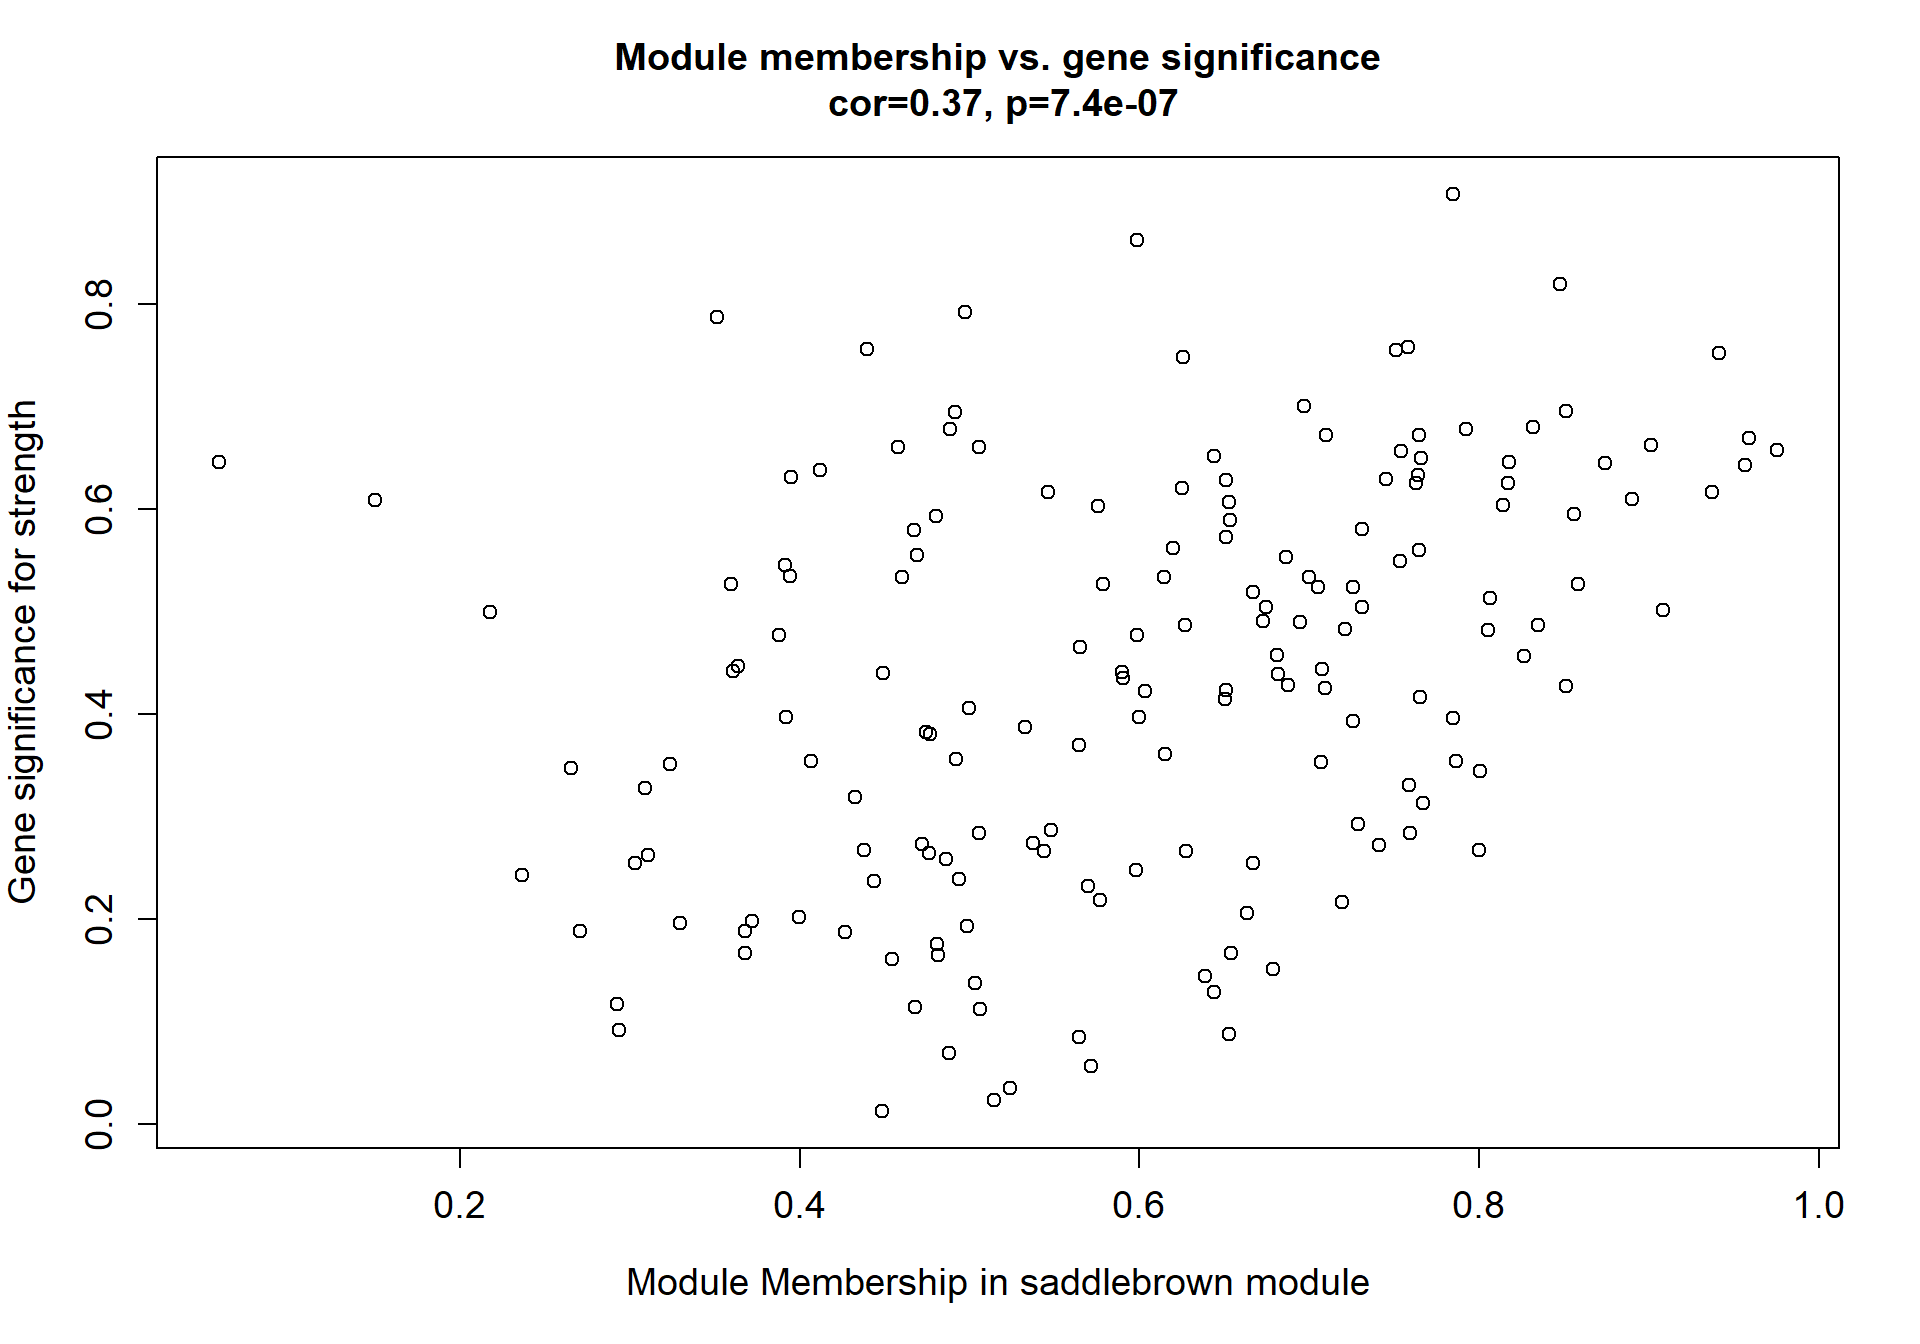 Module membership vs. gene significance
cor=0.37, p=7.4e-07
Gene significance for strength
0.8
0.6
0.4
0.2
0.0
0.2 0.4 0.6 0.8 1.0
Module Membership in saddlebrown module